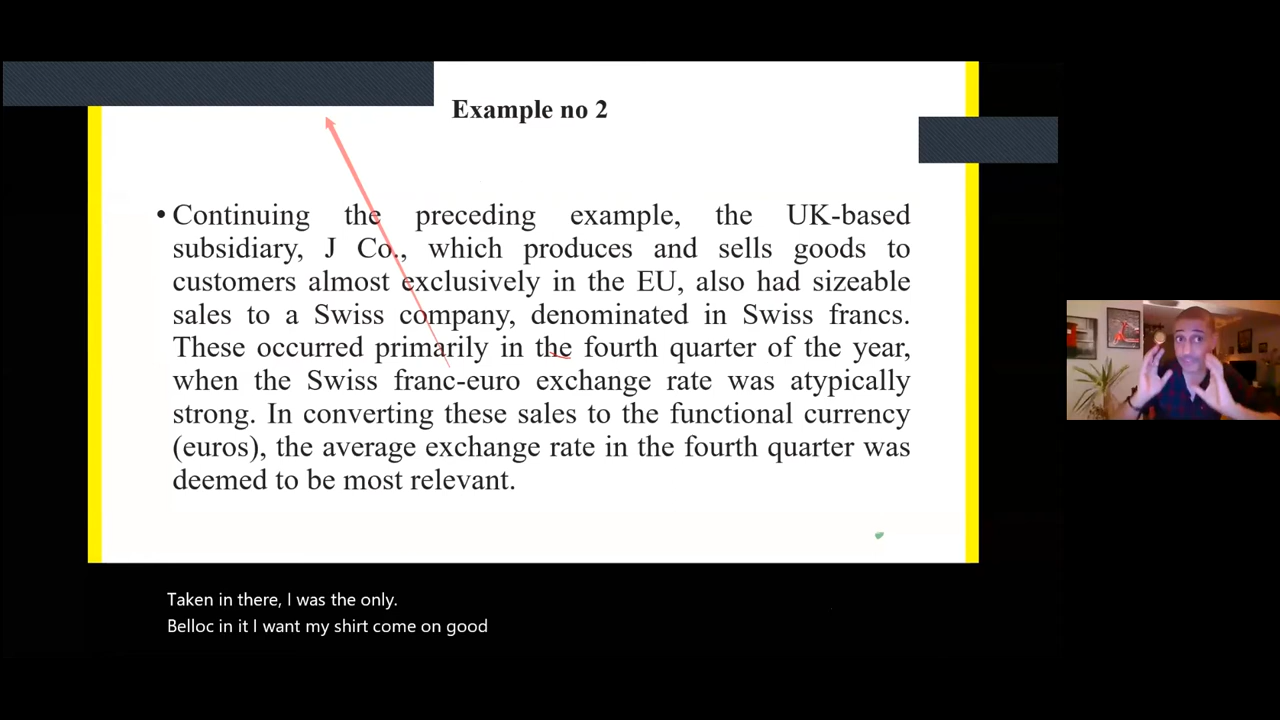 Example no 2
• Continuing the preceding example, the UK-based
subsidiary, J Co., which produces and sells goods to
customers almost exclusively in the EU, also had sizeable
sales to a Swiss company, denominated in Swiss francs.
These occurred primarily in the fourth quarter of the year,
when the Swiss franc-euro exchange rate was atypically
strong. In converting these sales to the functional currency
(euros), the average exchange rate in the fourth quarter was
deemed to be most relevant.
Taken in there, I was the only.
Belloc in it I want my shirt come on good